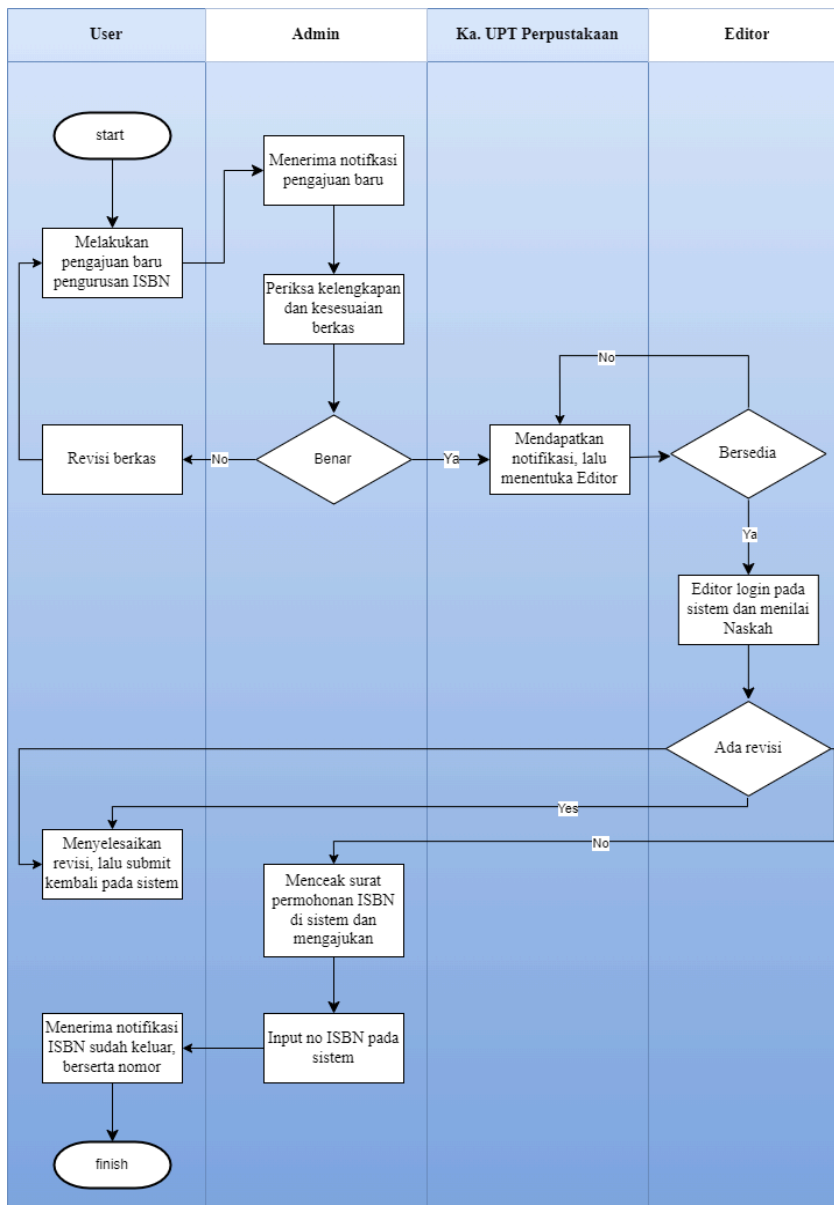 User
Admin
Ka. UPT Perpustakaan
Editor
start
Menerima notifkasi
pengajuan baru
Melakukan
pengajuan baru
pengurusan ISBN
Periksa kelengkapan
dan kesesuaian
berkas
No
Revisi berkas
No
Benar
Ya
Mendapatkan
notifikasi, lalu
menentuka Editor
Bersedia
Ya
Editor login pada
sistem dan menilai
Naskah
Ada revisi
Yes
No
Menyelesaikan
revisi, lalu submit
kembali pada sistem
Menceak surat
permohonan ISBN
di sistem dan
mengajukan
Menerima notifikasi
ISBN sudah keluar,
berserta nomor
Input no ISBN pada
sistem
finish